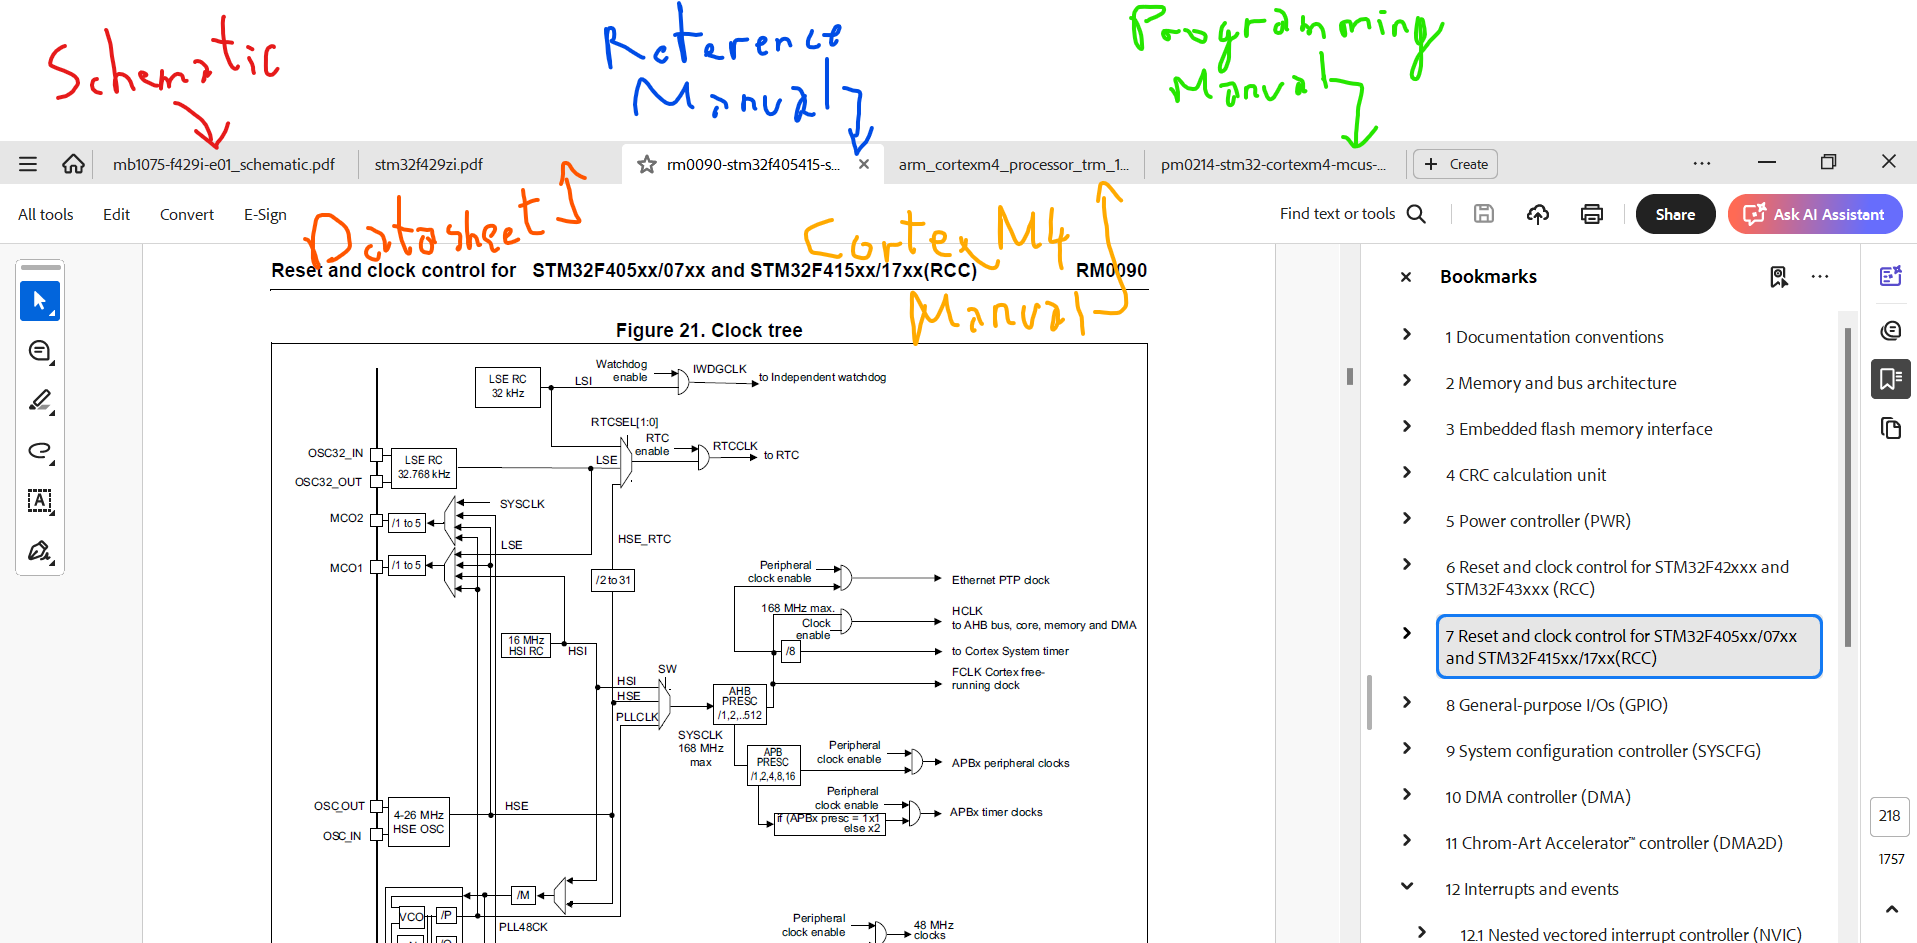 Schematic
Reference
Manual
Programming
Manual
mb1075-f429i-e01_schematic.pdf
stm32f429zi.pdf
rm0090-stm32f405415-s...
arm_cortexm4_processor_trm_1...
pm0214-stm32-cortexm4-mcus-...
Create
All tools
Edit
Convert
E-Sign
Datasheet
Cortex M4
Manual
Find text or tools
Share
Ask AI Assistant
Reset and clock control for STM32F405xx/07xx and STM32F415xx/17xx(RCC)
RM0090
Figure 21. Clock tree
LSE RC
32 kHz
LSI
Watchdog
enable
IWDGCLK
to Independent watchdog
RTCSEL[1:0]
RTC
enable
RTCCLK
to RTC
OSC32_IN
OSC32_OUT
LSE RC
32.768 kHz
LSE
MCO2
/1 to 5
SYSCLK
MCO1
/1 to 5
LSE
HSE_RTC
/2 to 31
Peripheral
clock enable
Ethernet PTP clock
168 MHz max.
Clock
enable
HCLK
to AHB bus, core, memory and DMA
/8
to Cortex System timer
FCLK Cortex free-
running clock
16 MHz
HSI RC
HSI
SW
HSI
HSE
PLLCLK
SYSCLK
168 MHz
max
AHB
PRESC
/1,2,..512
APB
PRESC
/1,2,4,8,16
Peripheral
clock enable
APBx peripheral clocks
Peripheral
clock enable
if (APBx presc = 1x1
else x2
APBx timer clocks
OSC_OUT
OSC_IN
4-26 MHz
HSE OSC
HSE
/M
VCO
/P
PLL48CK
Peripheral
clock enable
48 MHz
clocks
Bookmarks
1 Documentation conventions
2 Memory and bus architecture
3 Embedded flash memory interface
4 CRC calculation unit
5 Power controller (PWR)
6 Reset and clock control for STM32F42xxx and
STM32F43xxx (RCC)
7 Reset and clock control for STM32F405xx/07xx
and STM32F415xx/17xx(RCC)
8 General-purpose I/Os (GPIO)
9 System configuration controller (SYSCFG)
10 DMA controller (DMA)
11 Chrom-Art Accelerator™ controller (DMA2D)
12 Interrupts and events
12.1 Nested vectored interrupt controller (NVIC)
218
1757